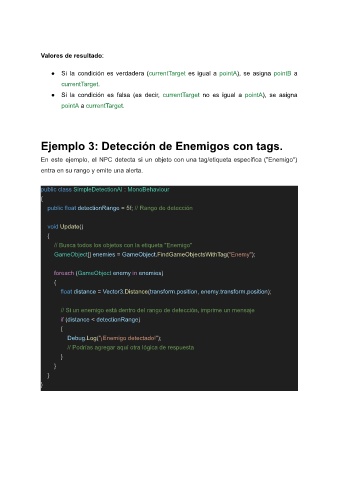 Valores de resultado:
● Si la condición es verdadera (currentTarget es igual a pointA), se asigna pointB a
currentTarget.
● Si la condición es falsa (es decir, currentTarget no es igual a pointA), se asigna
pointA a currentTarget.
Ejemplo 3: Detección de Enemigos con tags.
En este ejemplo, el NPC detecta si un objeto con una tag/etiqueta específica ("Enemigo")
entra en su rango y emite una alerta.
public class SimpleDetectionAI : MonoBehaviour
{
public float detectionRange = 5f; // Rango de detección
void Update()
{
// Busca todos los objetos con la etiqueta "Enemigo"
GameObject[] enemies = GameObject.FindGameObjectsWithTag("Enemy");
foreach (GameObject enemy in enemies)
{
float distance = Vector3.Distance(transform.position, enemy.transform.position);
// Si un enemigo está dentro del rango de detección, imprime un mensaje
if (distance < detectionRange)
{
Debug.Log("¡Enemigo detectado!");
// Podrías agregar aquí otra lógica de respuesta
}
}
}
}